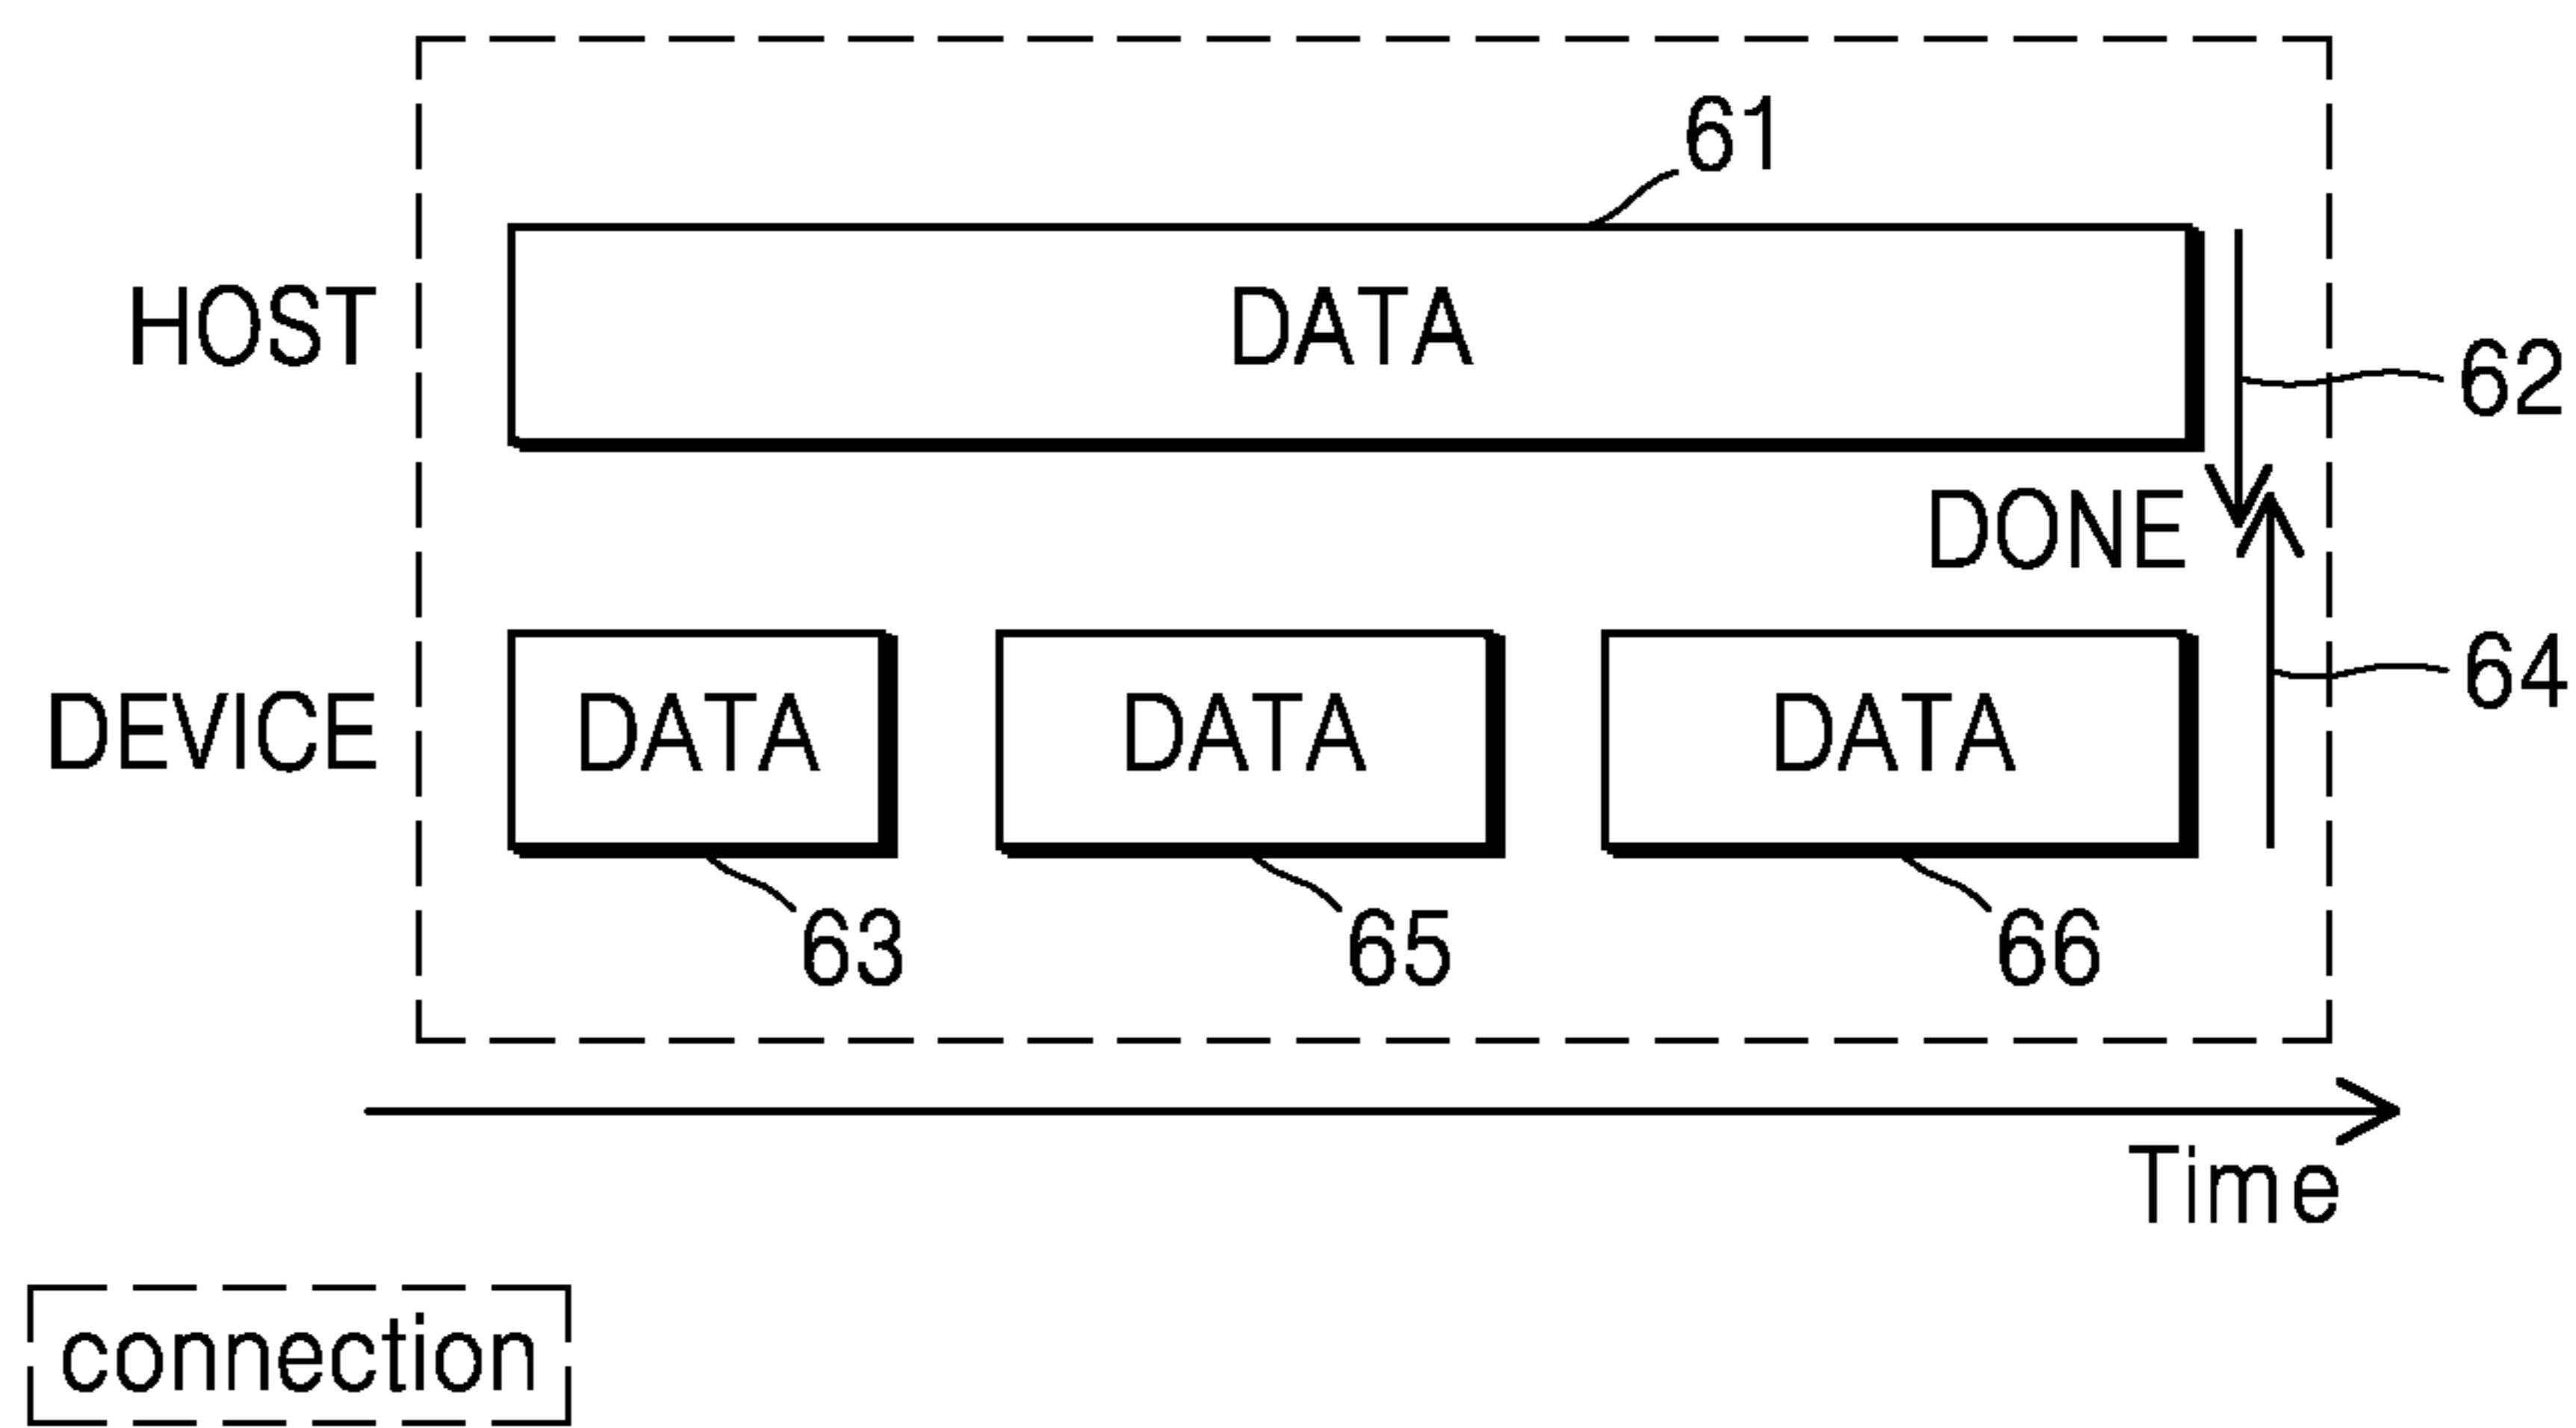 61
HOST
DATA
62
DONE
DEVICE
DATA
DATA
DATA
64
63
65
66
Time
connection